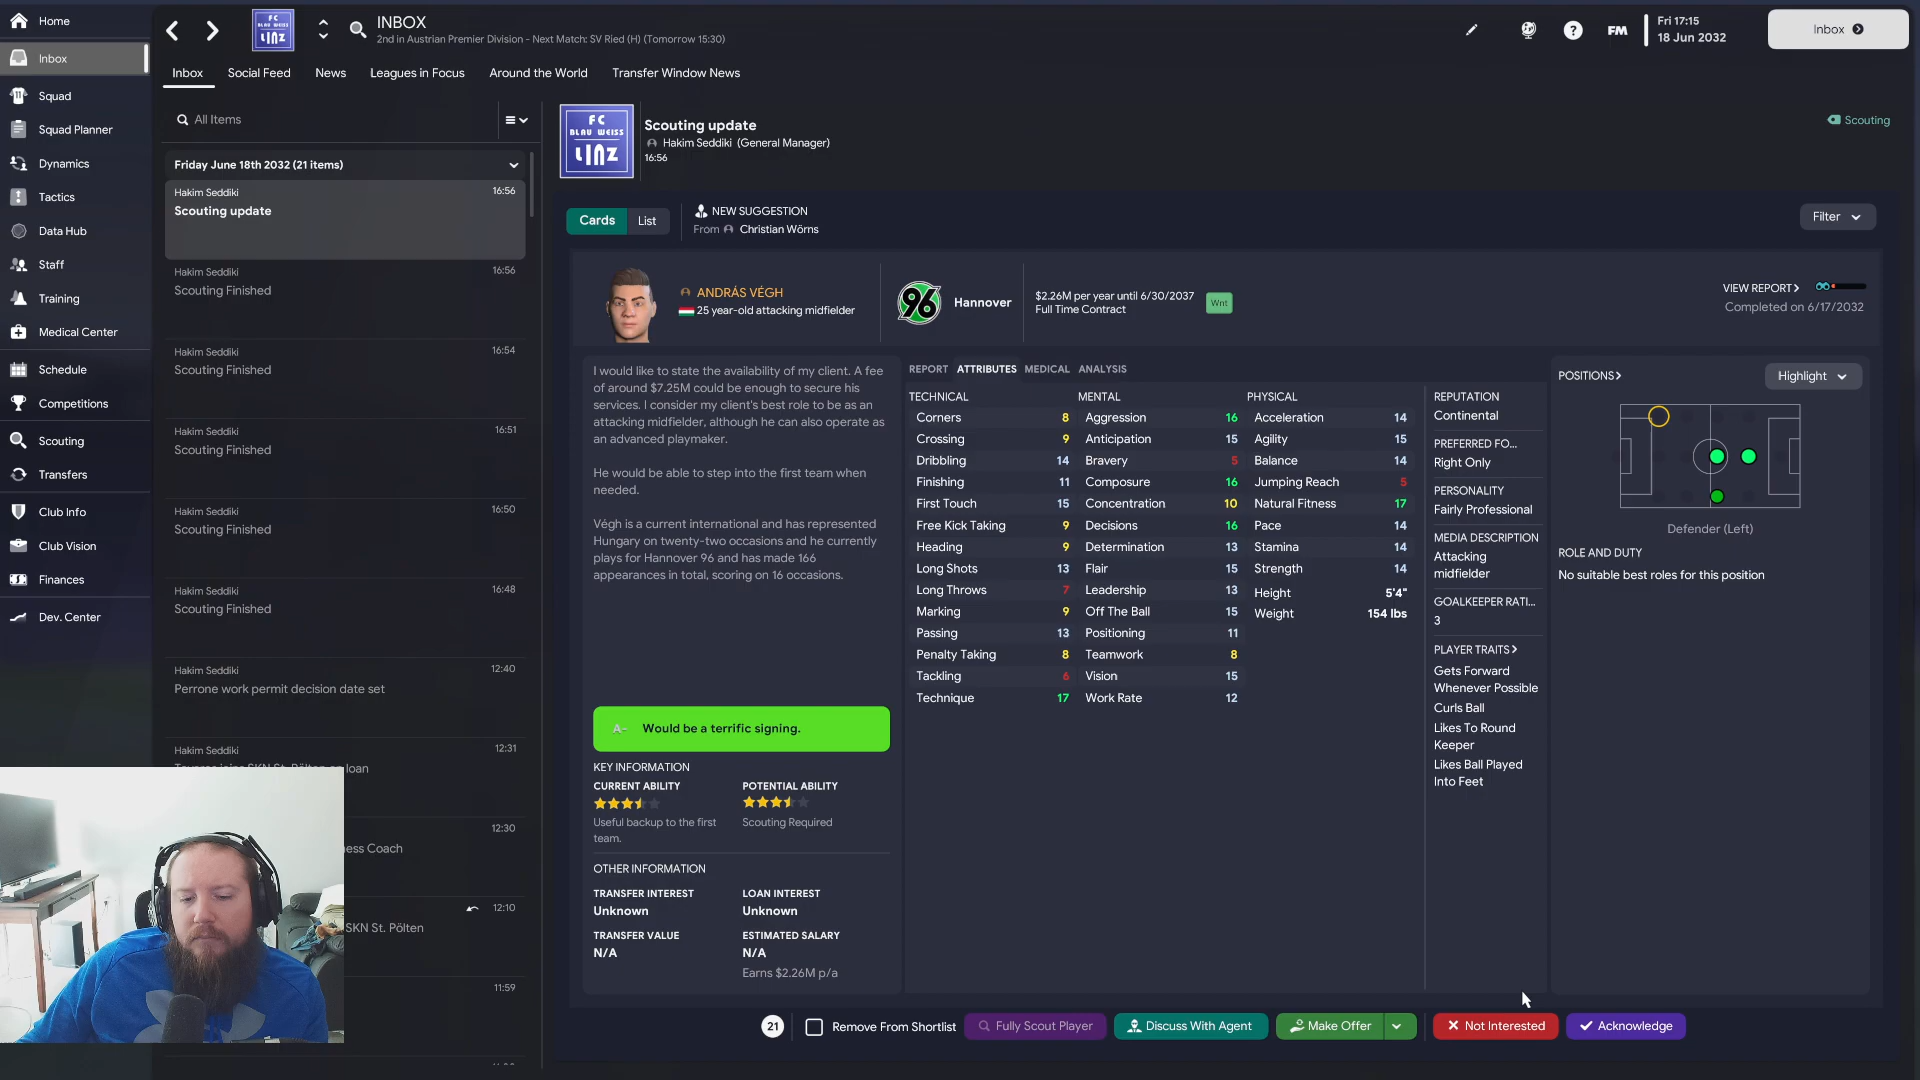 Home
Inbox
Squad
Squad Planner
Dynamics
Tactics
Data Hub
Staff
Training
Medical Center
Schedule
Competitions
Scouting
Transfers
Club Info
Club Vision
Finances
Dev. Center
FC
BLAU WEISS
LINZ
INBOX
2nd in Austrian Premier Division - Next Match: SV Ried (H) (Tomorrow 15:30)
FM
Fri 17:15
18 Jun 2032
Inbox
Inbox
Social Feed
News
Leagues in Focus
Around the World
Transfer Window News
All Items
Friday June 18th 2032 (21 items)
Hakim Seddiki 16:56
Scouting update
Hakim Seddiki 16:56
Scouting Finished
Hakim Seddiki 16:54
Scouting Finished
Hakim Seddiki 16:51
Scouting Finished
Hakim Seddiki 16:50
Scouting Finished
Hakim Seddiki 16:48
Scouting Finished
Hakim Seddiki 12:40
Perrone work permit decision date set
Hakim Seddiki 12:31
joins SKN St. Pölten on loan
12:30
ness Coach
12:10
SKN St. Pölten
11:59
FC
BLAU WEISS
LINZ
Scouting update
Hakim Seddiki (General Manager)
16:56
Scouting
Cards
List
NEW SUGGESTION
From Christian Wörns
Filter
ANDRÁS VÉGH
25 year-old attacking midfielder
96
Hannover
$2.26M per year until 6/30/2037
Full Time Contract
Wnt
VIEW REPORT
Completed on 6/17/2032
I would like to state the availability of my client. A fee
of around $7.25M could be enough to secure his
services. I consider my client's best role to be as an
attacking midfielder, although he can also operate as
an advanced playmaker.
He would be able to step into the first team when
needed.
Végh is a current international and has represented
Hungary on twenty-two occasions and he currently
plays for Hannover 96 and has made 166
appearances in total, scoring on 16 occasions.
A- Would be a terrific signing.
KEY INFORMATION
CURRENT ABILITY
Useful backup to the first
team.
POTENTIAL ABILITY
Scouting Required
OTHER INFORMATION
TRANSFER INTEREST
Unknown
LOAN INTEREST
Unknown
TRANSFER VALUE
N/A
ESTIMATED SALARY
N/A
Earns $2.26M p/a
REPORT ATTRIBUTES MEDICAL ANALYSIS
TECHNICAL
Corners 8
Crossing 9
Dribbling 14
Finishing 11
First Touch 15
Free Kick Taking 9
Heading 9
Long Shots 13
Long Throws 7
Marking 9
Passing 13
Penalty Taking 8
Tackling 6
Technique 17
MENTAL
Aggression 16
Anticipation 15
Bravery 5
Composure 16
Concentration 10
Decisions 16
Determination 13
Flair 15
Leadership 13
Off The Ball 15
Positioning 11
Teamwork 8
Vision 15
Work Rate 12
PHYSICAL
Acceleration 14
Agility 15
Balance 14
Jumping Reach 5
Natural Fitness 17
Pace 14
Stamina 14
Strength 14
Height 5'4"
Weight 154 lbs
REPUTATION
Continental
PREFERRED FO...
Right Only
PERSONALITY
Fairly Professional
MEDIA DESCRIPTION
Attacking
midfielder
GOALKEEPER RATI...
3
PLAYER TRAITS
Gets Forward
Whenever Possible
Curls Ball
Likes To Round
Keeper
Likes Ball Played
Into Feet
POSITIONS
Highlight
Defender (Left)
ROLE AND DUTY
No suitable best roles for this position
21
Remove From Shortlist
Fully Scout Player
Discuss With Agent
Make Offer
Not Interested
Acknowledge